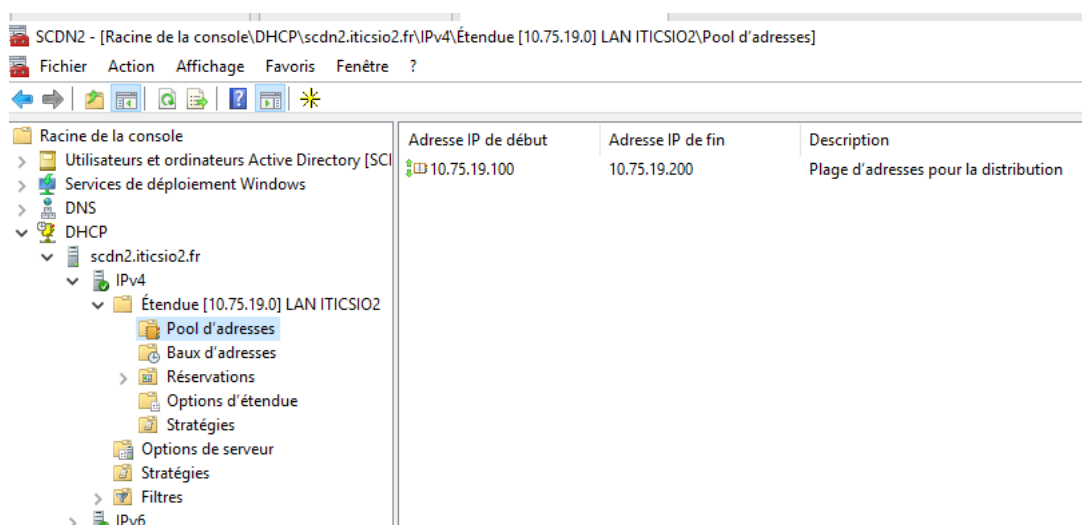 SCDN2 - [Racine de la console\DHCP\scdn2.iticsio2.fr\IPv4\Étendue [10.75.19.0] LAN ITICSIO2\Pool d'adresses]
Fichier Action Affichage Favoris Fenêtre ?
Racine de la console
Utilisateurs et ordinateurs Active Directory [SCI
Services de déploiement Windows
DNS
DHCP
scdn2.iticsio2.fr
IPv4
Étendue [10.75.19.0] LAN ITICSIO2
Pool d'adresses
Baux d'adresses
Réservations
Options d'étendue
Stratégies
Options de serveur
Stratégies
Filtres
IPv6
Adresse IP de début Adresse IP de fin Description
10.75.19.100 10.75.19.200 Plage d'adresses pour la distribution